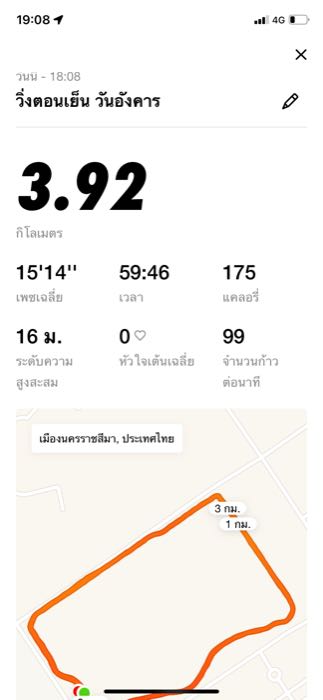 19:08
4G
วันนี้ - 18:08
วิ่งตอนเย็น วันอังคาร
3.92
กิโลเมตร
15'14''
59:46
175
เพซเฉลี่ย
เวลา
แคลอรี่
16 ม.
0
99
ระดับความ
สูงสะสม
หัวใจเต้นเฉลี่ย
จำนวนก้าว
ต่อนาที
เมืองนครราชสีมา, ประเทศไทย
3 กม.
1 กม.